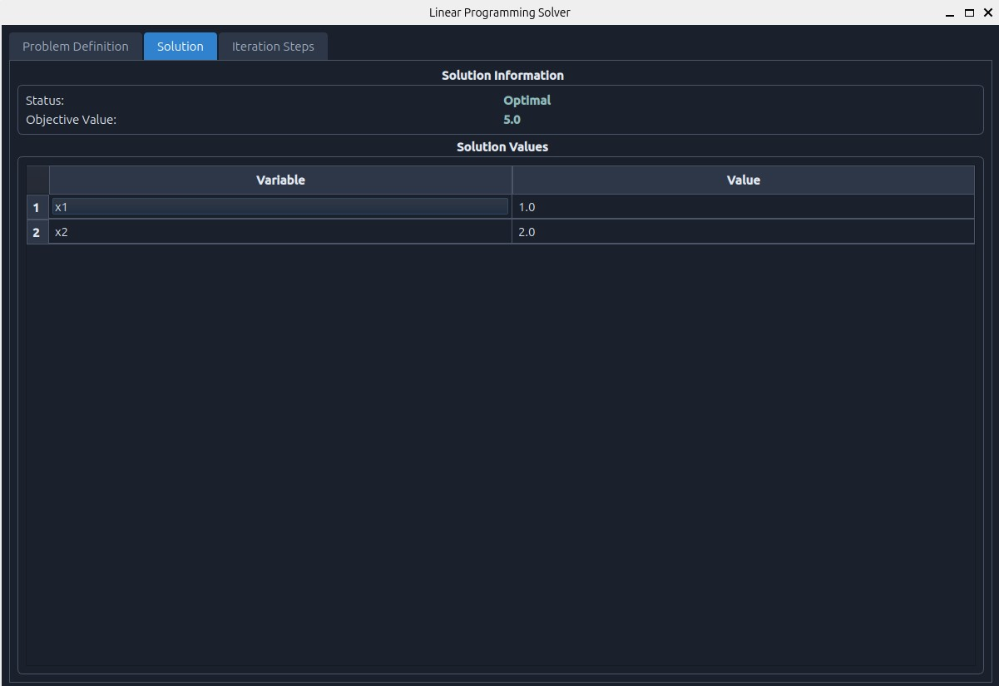 Linear Programming Solver
Problem Definition Solution Iteration Steps
Solution Information
Status: Optimal
Objective Value: 5.0
Solution Values
Variable Value
1 x1 1.0
2 x2 2.0